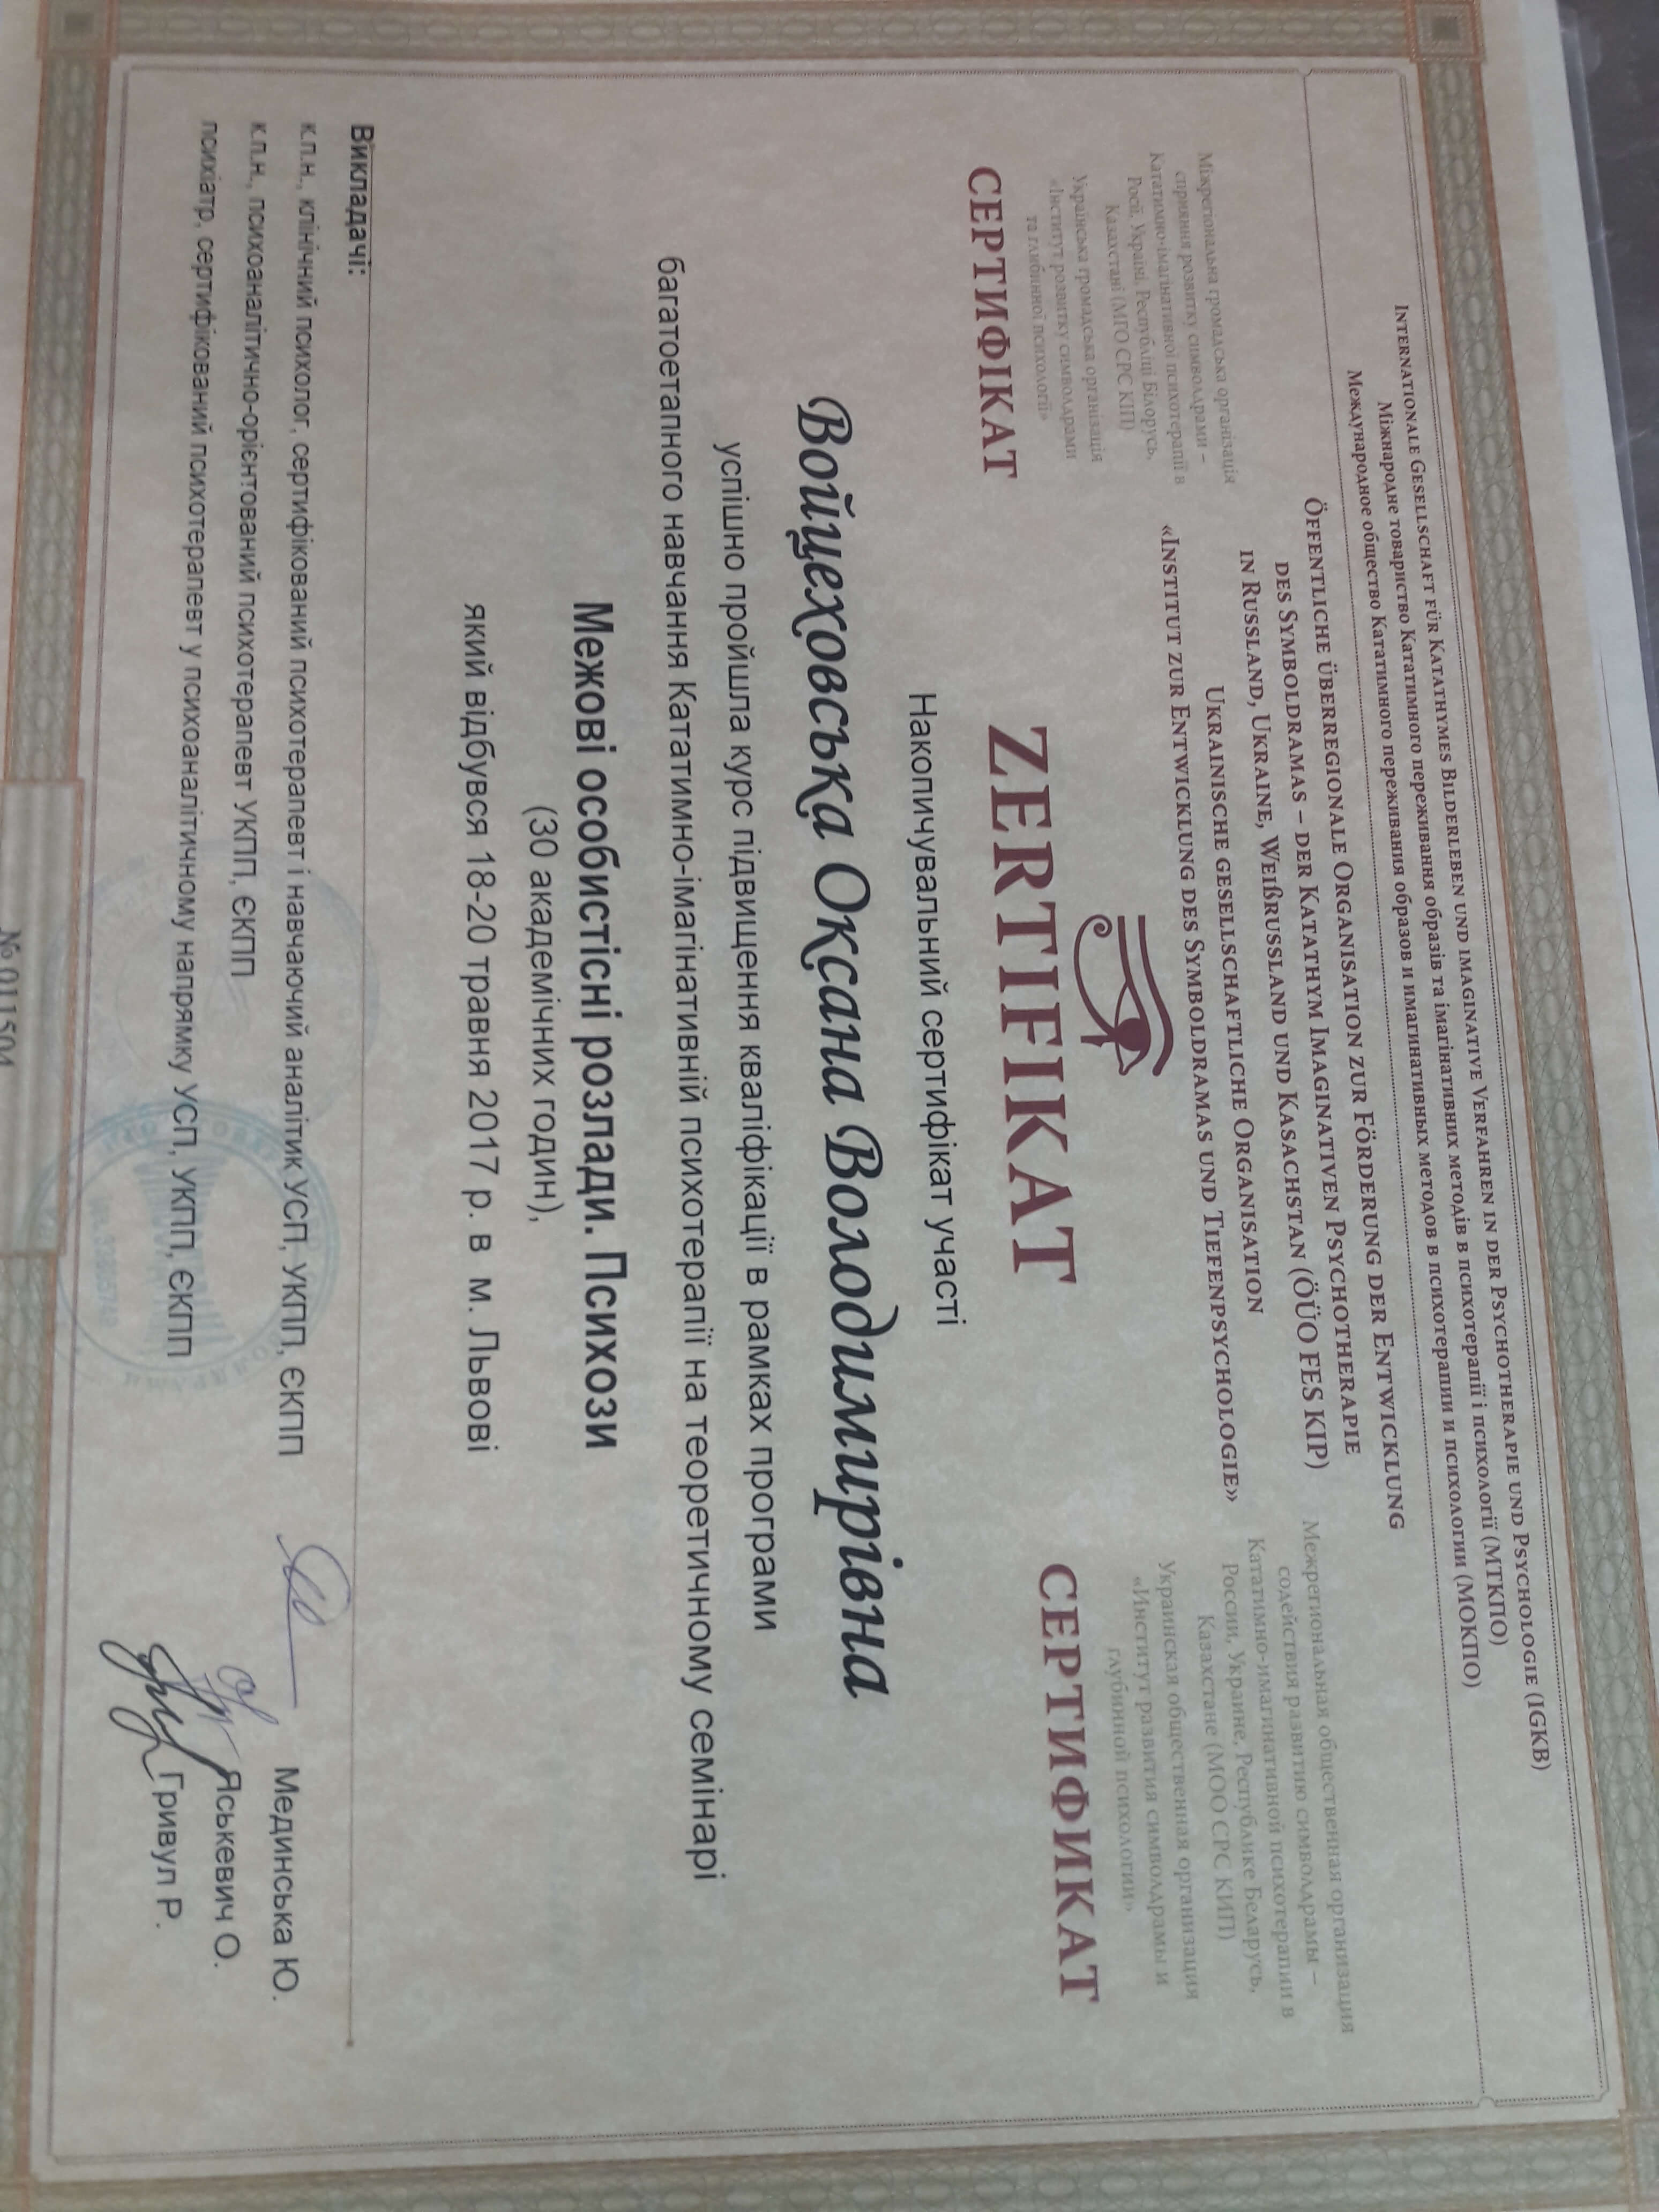 Internationale Gesellschaft für Katathymes Bilderleben und imaginative Verfahren in der Psychotherapie und Psychologie (IGKB)
Міжнародне товариство Кататимного переживання образів та імагінативних методів в психотерапії і психології (МТКПО)
Международное общество Кататимного переживания образов и имагинативных методов в психотерапии и психологии (МОКПО)
Öffentliche überregionale Organisation zur Förderung der Entwicklung
des Symboldramas – der Katathym Imaginativen Psychotherapie
in Russland, Ukraine, Weißrussland und Kasachstan (ÖÜO FES KIP)
Ukrainische gesellschaftliche Organisation
«Institut zur Entwicklung des Symboldramas und Tiefenpsychologie»
Міжрегіональна громадська організація
сприяння розвитку символдрами –
Кататимно-імагінативної психотерапії в
Росії, Україні, Республіці Білорусь,
Казахстані (МГО СРС КІП)
Українська громадська організація
«Інститут розвитку символдрами
та глибинної психології»
СЕРТИФІКАТ
ZERTIFIKAT
Межрегиональная общественная организация
содействия развитию символдрамы –
Кататимно-имагинативной психотерапии в
России, Украине, Республике Беларусь,
Казахстане (МОО СРС КИП)
Украинская общественная организация
«Институт развития символдрамы и
глубинной психологии»
СЕРТИФИКАТ
Накопичувальний сертифікат участі
Войцеховська Оксана Володимирівна
успішно пройшла курс підвищення кваліфікації в рамках програми
багатоетапного навчання Кататимно-імагінативній психотерапії на теоретичному семінарі
Межові особистісні розлади. Психози
(30 академічних годин),
який відбувся 18-20 травня 2017 р. в м. Львові
Викладачі:
к.п.н., клінічний психолог, сертифікований психотерапевт і навчаючий аналітик УСП, УКПП, ЄКПП Мединська Ю.
к.п.н., психоаналітично-орієнтований психотерапевт УКПП, ЄКПП Яськевич О.
психіатр, сертифікований психотерапевт у психоаналітичному напрямку УСП, УКПП, ЄКПП Гривул Р.
№ 011504